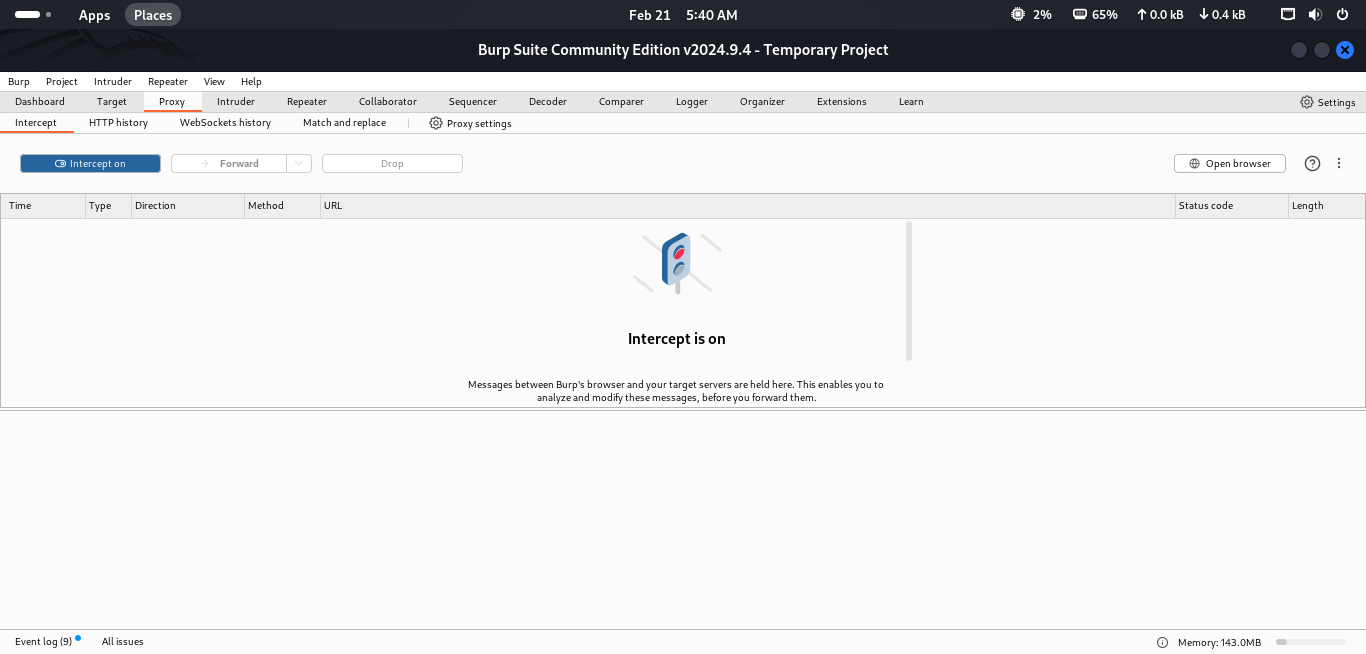 Apps Places Feb 21 5:40 AM 2% 65% 0.0 kB 0.4 kB
Burp Suite Community Edition v2024.9.4 - Temporary Project
Burp Project Intruder Repeater View Help
Dashboard Target Proxy Intruder Repeater Collaborator Sequencer Decoder Comparer Logger Organizer Extensions Learn Settings
Intercept HTTP history WebSockets history Match and replace Proxy settings
Intercept on Forward Drop Open browser
Time Type Direction Method URL Status code Length
Intercept is on
Messages between Burp's browser and your target servers are held here. This enables you to
analyze and modify these messages, before you forward them.
Event log (9) All issues Memory: 143.0MB